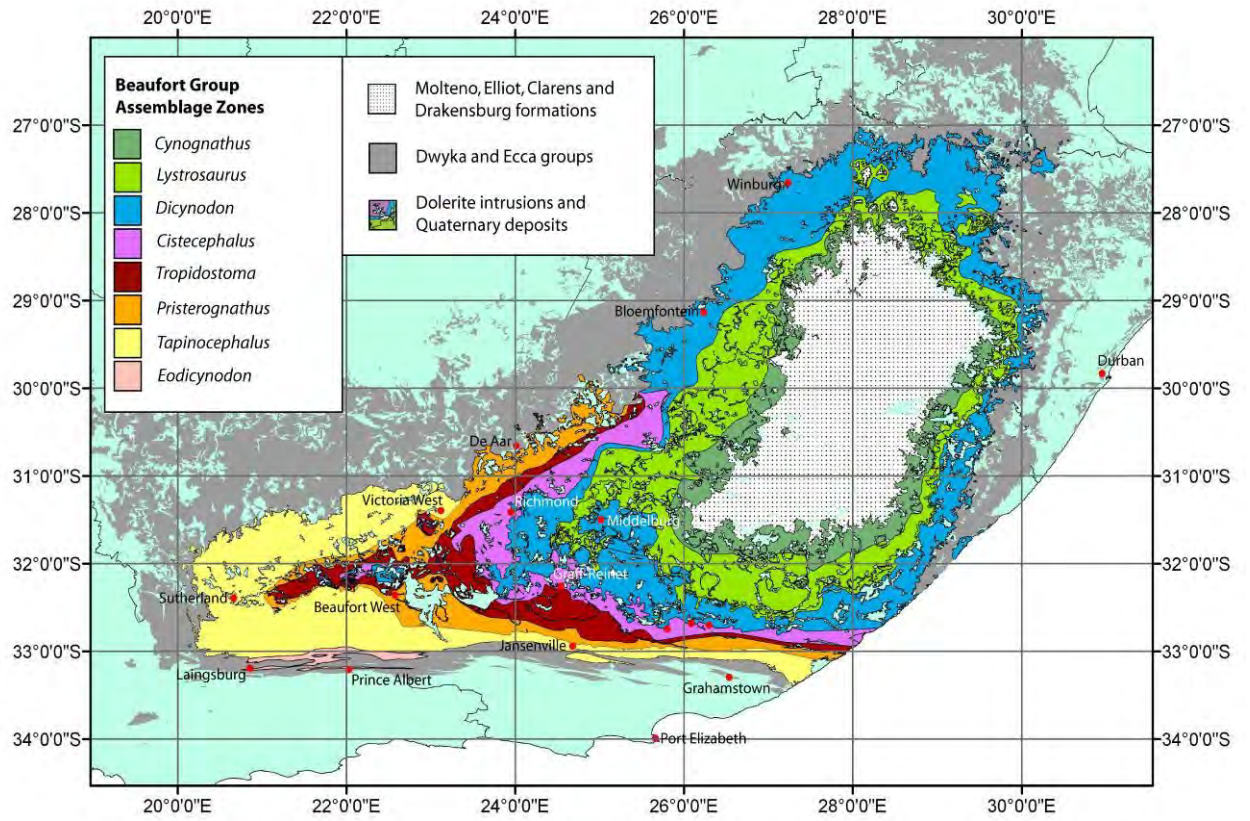 20°0'0"E 22°0'0"E 24°0'0"E 26°0'0"E 28°0'0"E 30°0'0"E
Beaufort Group
Assemblage Zones
Cynognathus
Lystrosaurus
Dicynodon
Cistecephalus
Tropidostoma
Pristerognathus
Tapinocephalus
Eodicynodon
Molteno, Elliot, Clarens and
Drakensburg formations
Dwyka and Ecca groups
Dolerite intrusions and
Quaternary deposits
27°0'0"S
28°0'0"S
29°0'0"S
30°0'0"S
31°0'0"S
32°0'0"S
33°0'0"S
34°0'0"S
Winburg
Bloemfontein
Durban
De Aar
Victoria West
Richmond
Middelburg
Graff-Reinet
Sutherland
Beaufort West
Jansenville
Laingsburg
Prince Albert
Grahamstown
Port Elizabeth
27°0'0"S
28°0'0"S
29°0'0"S
30°0'0"S
31°0'0"S
32°0'0"S
33°0'0"S
34°0'0"S
20°0'0"E 22°0'0"E 24°0'0"E 26°0'0"E 28°0'0"E 30°0'0"E